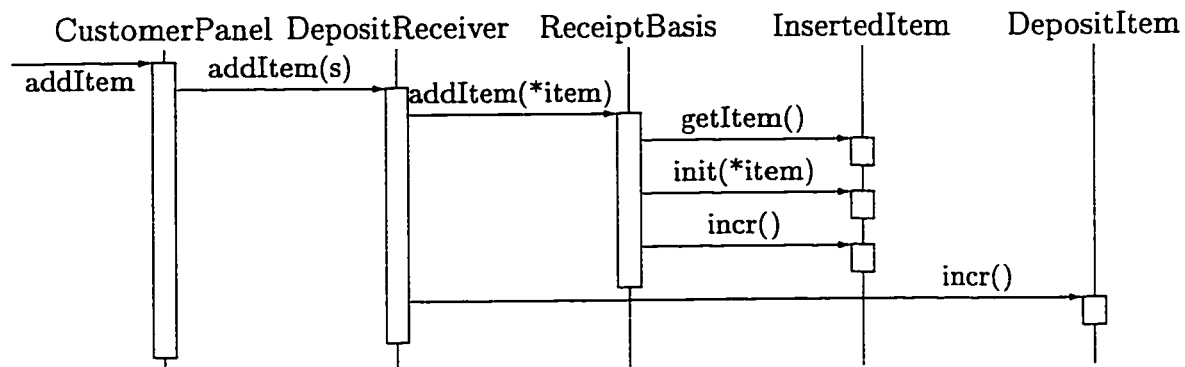 CustomerPanel DepositReceiver ReceiptBasis InsertedItem DepositItem
addItem
addItem(s)
addItem(*item)
getItem()
init(*item)
incr()
incr()